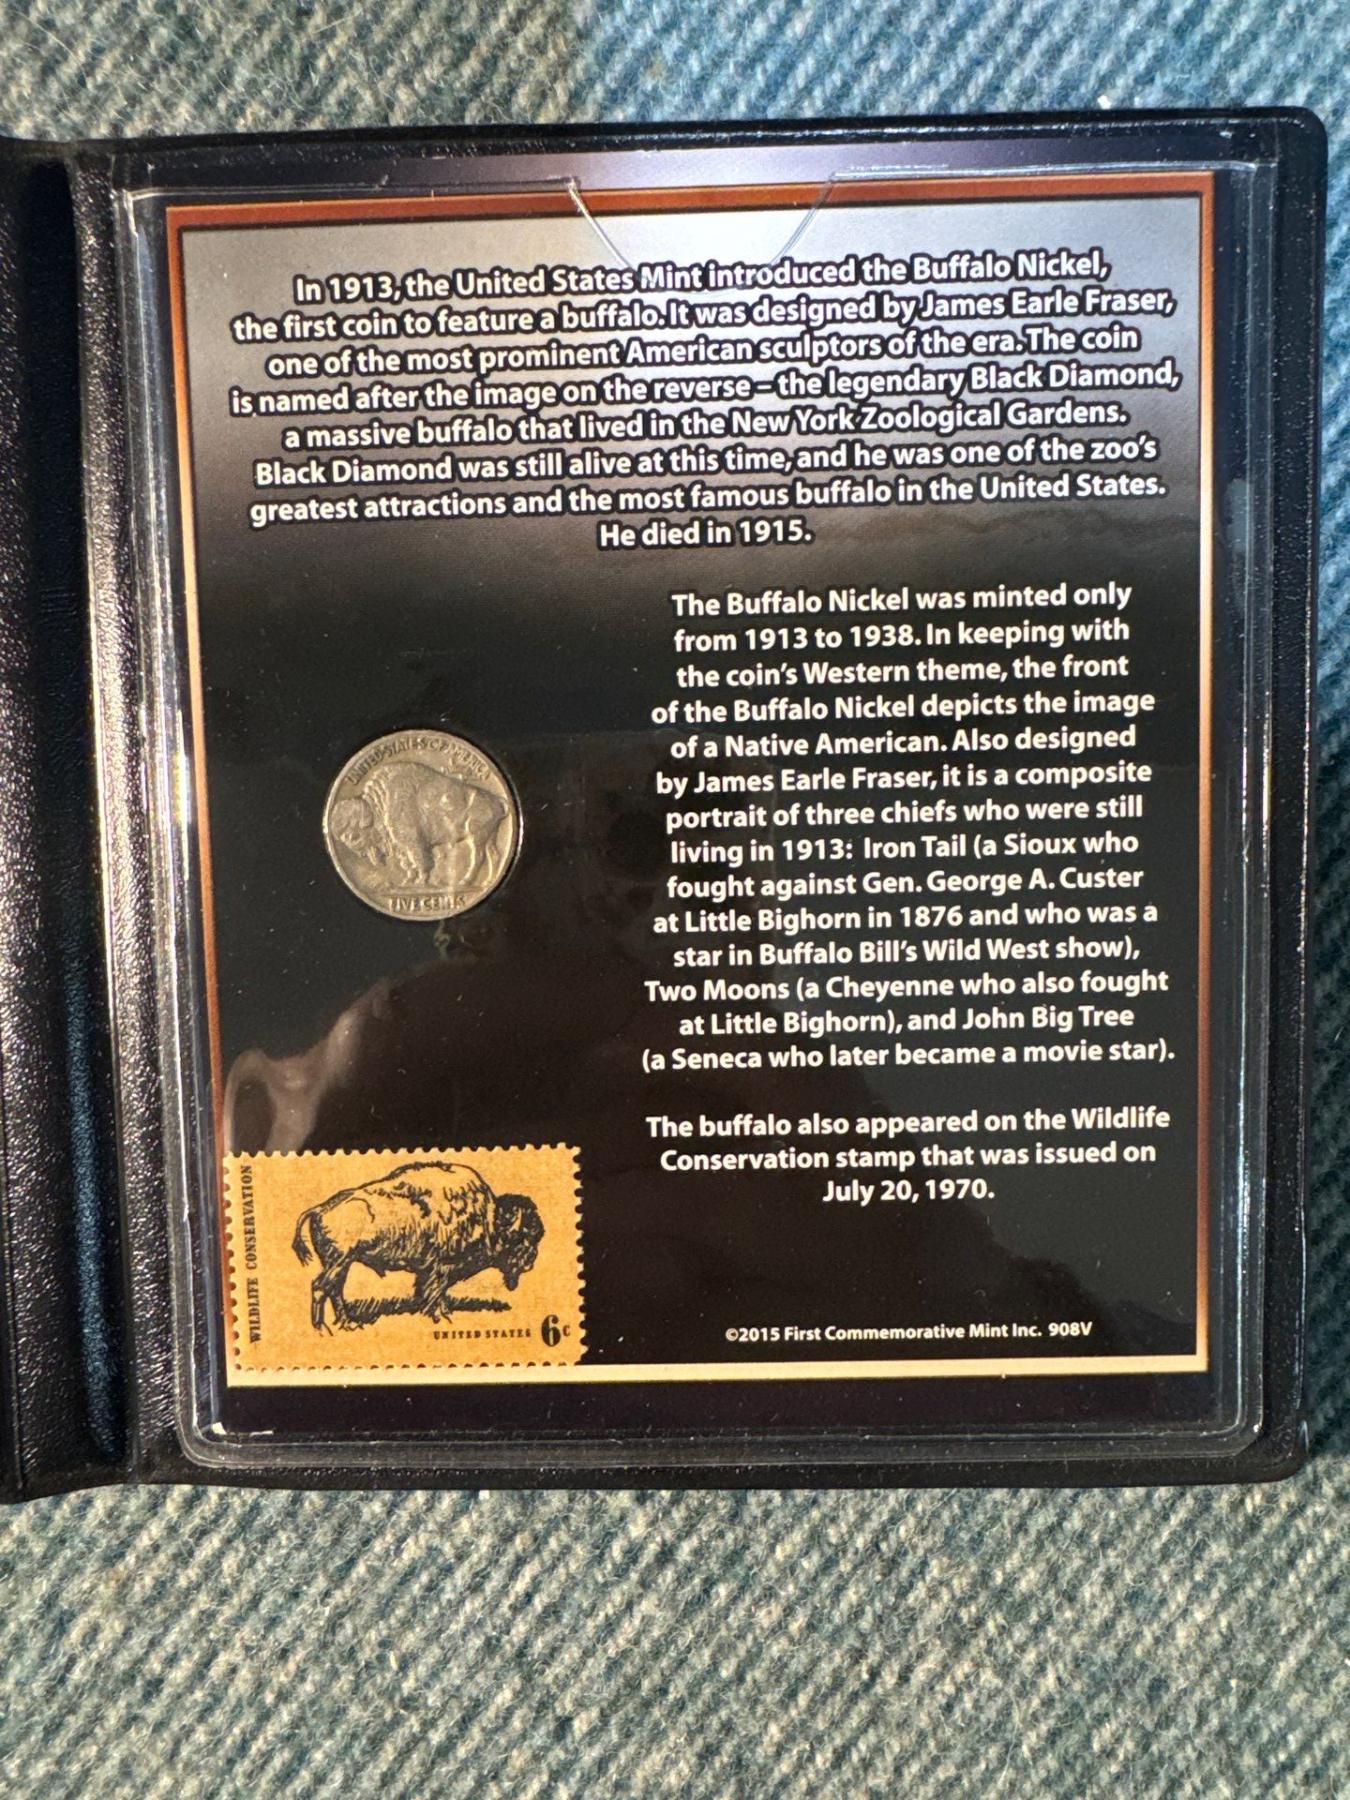 In 1913, the United States Mint introduced the Buffalo Nickel,
the first coin to feature a buffalo. It was designed by James Earle Fraser,
one of the most prominent American sculptors of the era. The coin
is named after the image on the reverse – the legendary Black Diamond,
a massive buffalo that lived in the New York Zoological Gardens.
Black Diamond was still alive at this time, and he was one of the zoo's
greatest attractions and the most famous buffalo in the United States.
He died in 1915.
The Buffalo Nickel was minted only
from 1913 to 1938. In keeping with
the coin's Western theme, the front
of the Buffalo Nickel depicts the image
of a Native American. Also designed
by James Earle Fraser, it is a composite
portrait of three chiefs who were still
living in 1913: Iron Tail (a Sioux who
fought against Gen. George A. Custer
at Little Bighorn in 1876 and who was a
star in Buffalo Bill's Wild West show),
Two Moons (a Cheyenne who also fought
at Little Bighorn), and John Big Tree
(a Seneca who later became a movie star).
The buffalo also appeared on the Wildlife
Conservation stamp that was issued on
July 20, 1970.
©2015 First Commemorative Mint Inc. 908V
UNITED STATES OF AMERICA
FIVE CENTS
WILDLIFE CONSERVATION
UNITED STATES 6c